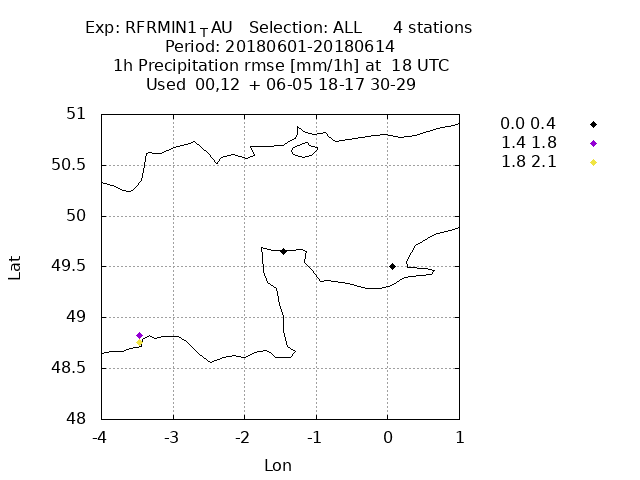 Exp: RFRMIN1_TAU   Selection: ALL      4 stations
Period: 20180601-20180614
1h Precipitation rmse [mm/1h] at  18 UTC
Used  00,12  + 06-05 18-17 30-29
0.0 0.4
1.4 1.8
1.8 2.1
51
50.5
50
49.5
49
48.5
48
Lat
-4 -3 -2 -1 0 1
Lon